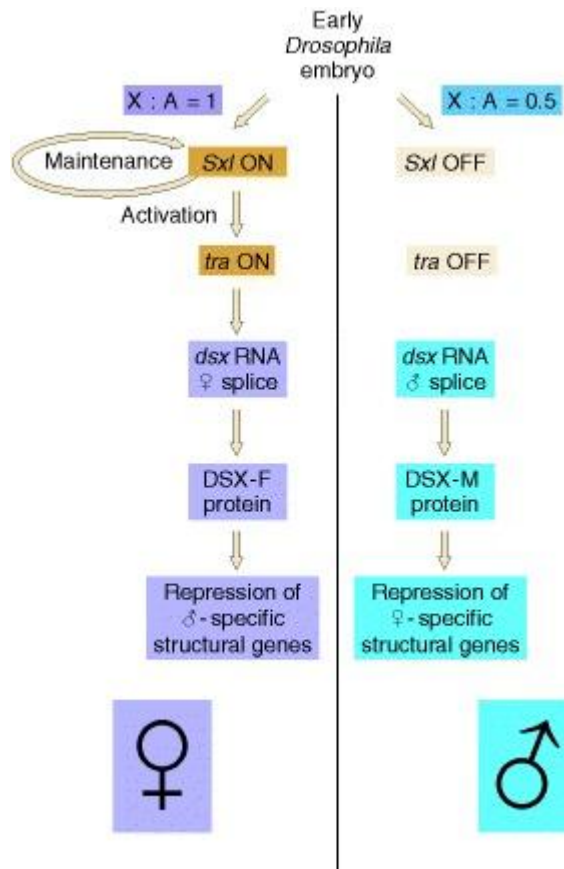 Early
Drosophila
embryo
X : A = 1
X : A = 0.5
Maintenance
Sxl ON
Sxl OFF
Activation
tra ON
tra OFF
dsx RNA
♀ splice
dsx RNA
♂ splice
DSX-F
protein
DSX-M
protein
Repression of
♂-specific
structural genes
Repression of
♀-specific
structural genes
♀
♂